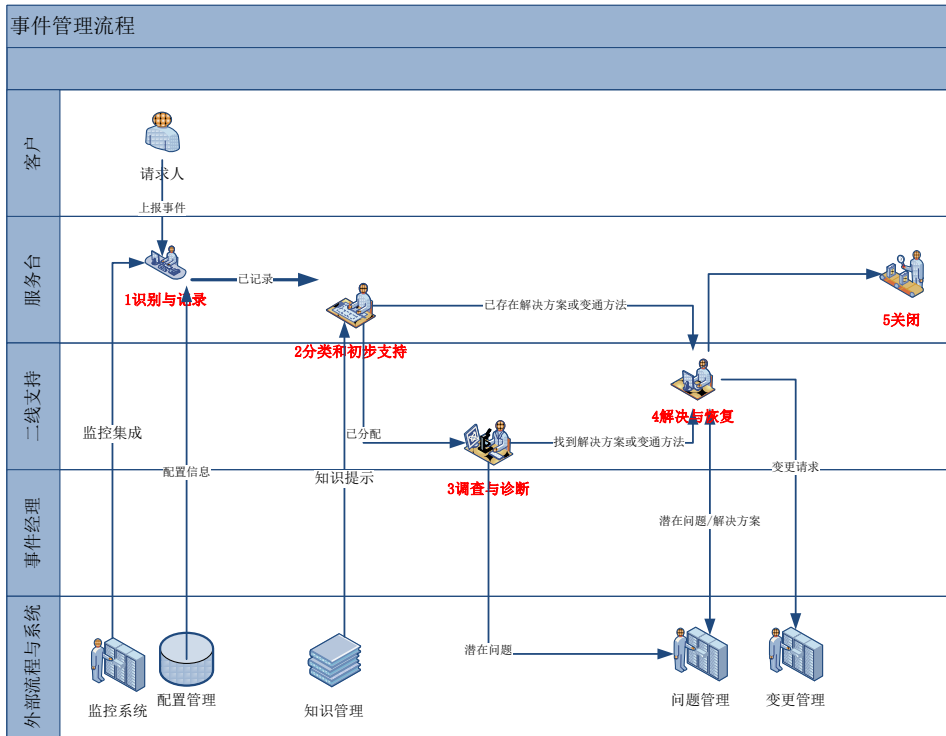 事件管理流程
客户
请求人
上报事件
服务台
1识别与记录
已记录
2分类和初步支持
已存在解决方案或变通方法
5关闭
二线支持
监控集成
已分配
3调查与诊断
找到解决方案或变通方法
4解决与恢复
配置信息
知识提示
变更请求
事件经理
潜在问题/解决方案
外部流程与系统
潜在问题
监控系统
配置管理
知识管理
问题管理
变更管理